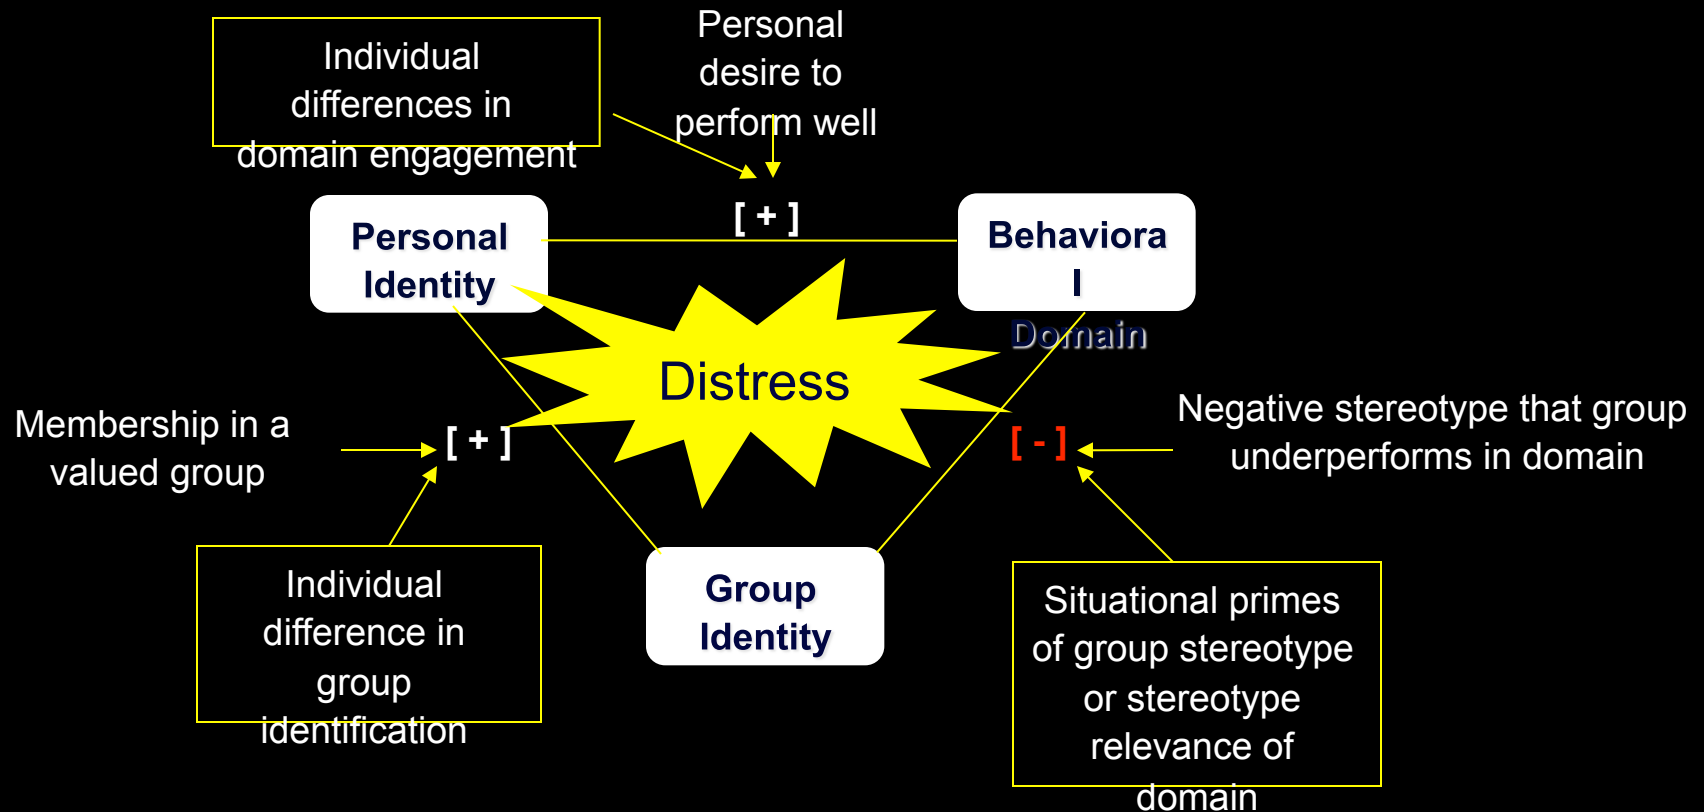 Individual
differences in
domain engagement
Personal
desire to
perform well
[ + ]
Personal
Identity
Behaviora
l
Domain
Distress
Membership in a
valued group
[ + ]
[ - ]
Negative stereotype that group
underperforms in domain
Individual
difference in
group
identification
Group
Identity
Situational primes
of group stereotype
or stereotype
relevance of
domain